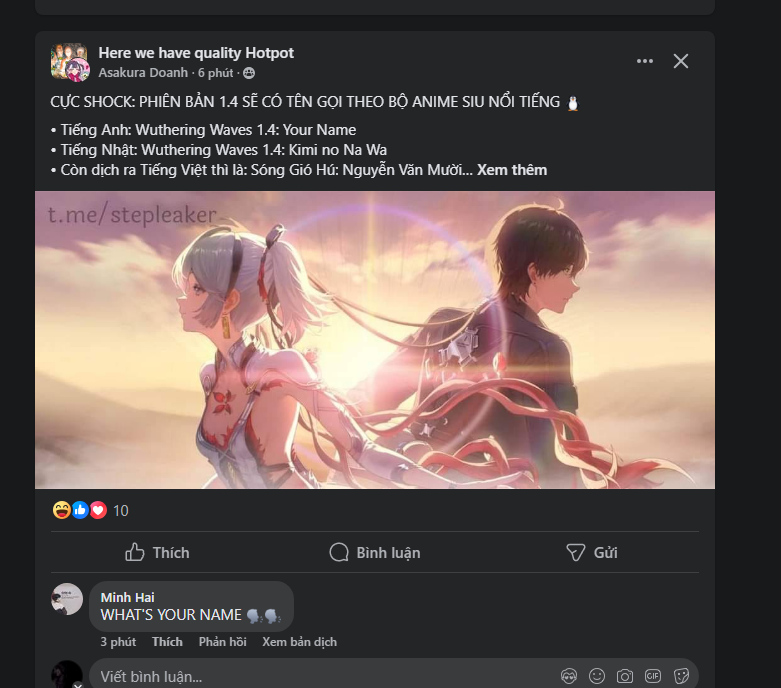 Here we have quality Hotpot
Asakura Doanh · 6 phút ·
CỰC SHOCK: PHIÊN BẢN 1.4 SẼ CÓ TÊN GỌI THEO BỘ ANIME SIU NỔI TIẾNG 🐧
• Tiếng Anh: Wuthering Waves 1.4: Your Name
• Tiếng Nhật: Wuthering Waves 1.4: Kimi no Na Wa
• Còn dịch ra Tiếng Việt thì là: Sóng Gió Hú: Nguyễn Văn Mười... Xem thêm
t.me/stepleaker
10
Thích
Bình luận
Gửi
Minh Hai
WHAT'S YOUR NAME 🗣️🗣️
3 phút Thích Phản hồi Xem bản dịch
Viết bình luận...
GIF